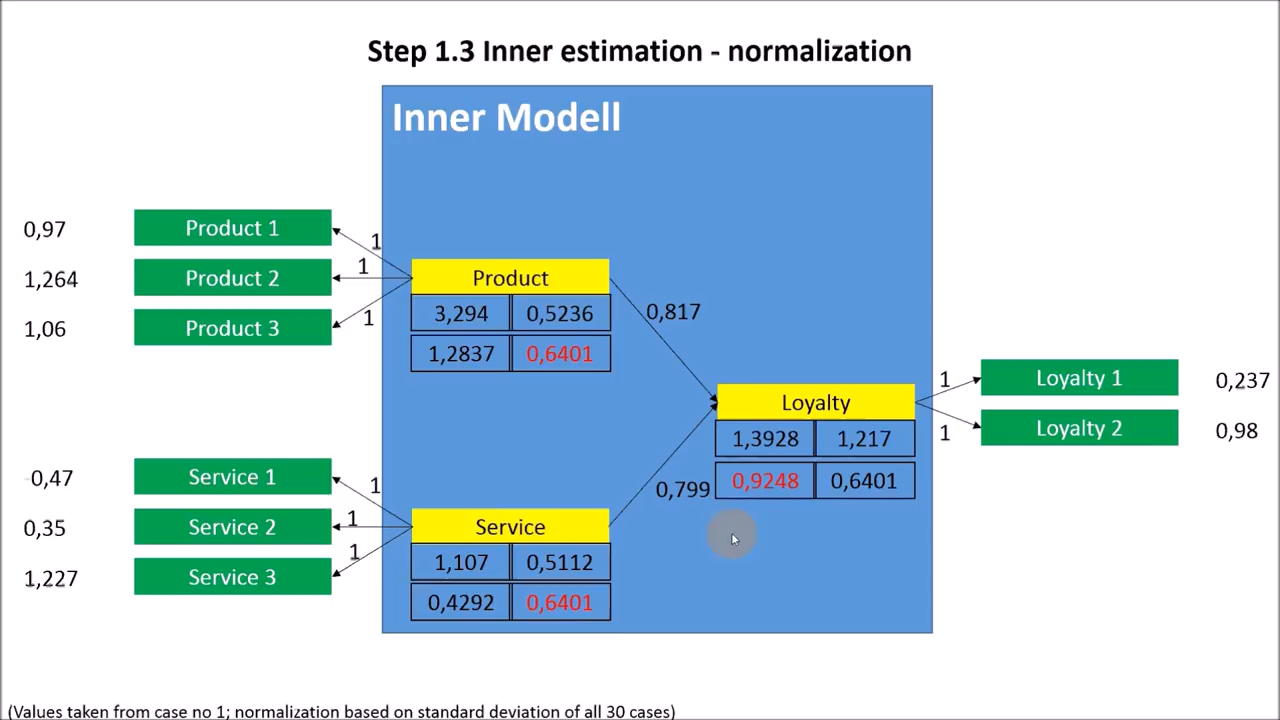 Step 1.3 Inner estimation - normalization
Inner Modell
0,97
Product 1
1
1,264
Product 2
1
1,06
Product 3
1
Product
3,294
0,5236
1,2837
0,6401
0,817
-0,47
Service 1
1
0,35
Service 2
1
1,227
Service 3
1
Service
1,107
0,5112
0,4292
0,6401
0,799
Loyalty
1,3928
1,217
0,9248
0,6401
1
Loyalty 1
0,237
1
Loyalty 2
0,98
(Values taken from case no 1; normalization based on standard deviation of all 30 cases)